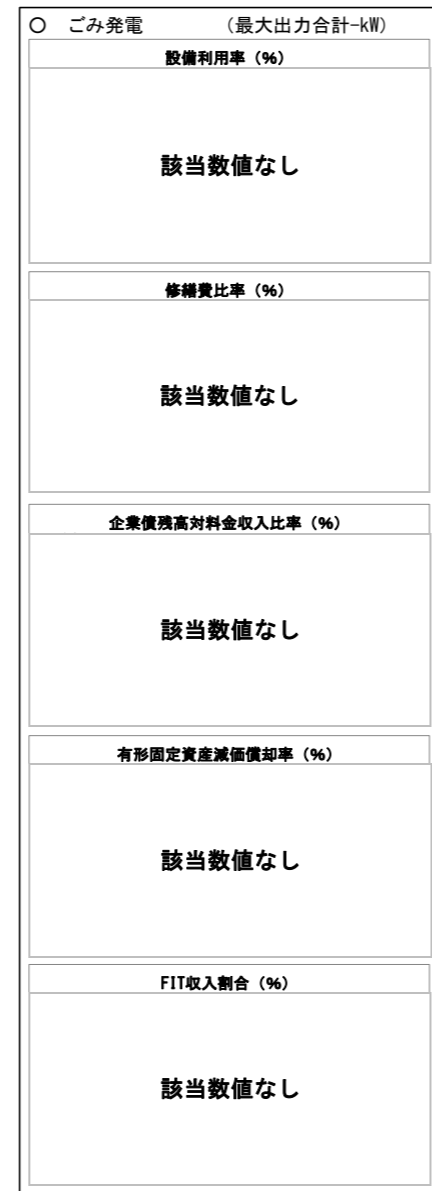 ○　ごみ発電　　　　（最大出力合計-kW）
設備利用率（%）
該当数値なし
修繕費比率（%）
該当数値なし
企業債残高対料金収入比率（%）
該当数値なし
有形固定資産減価償却率（%）
該当数値なし
FIT収入割合（%）
該当数値なし